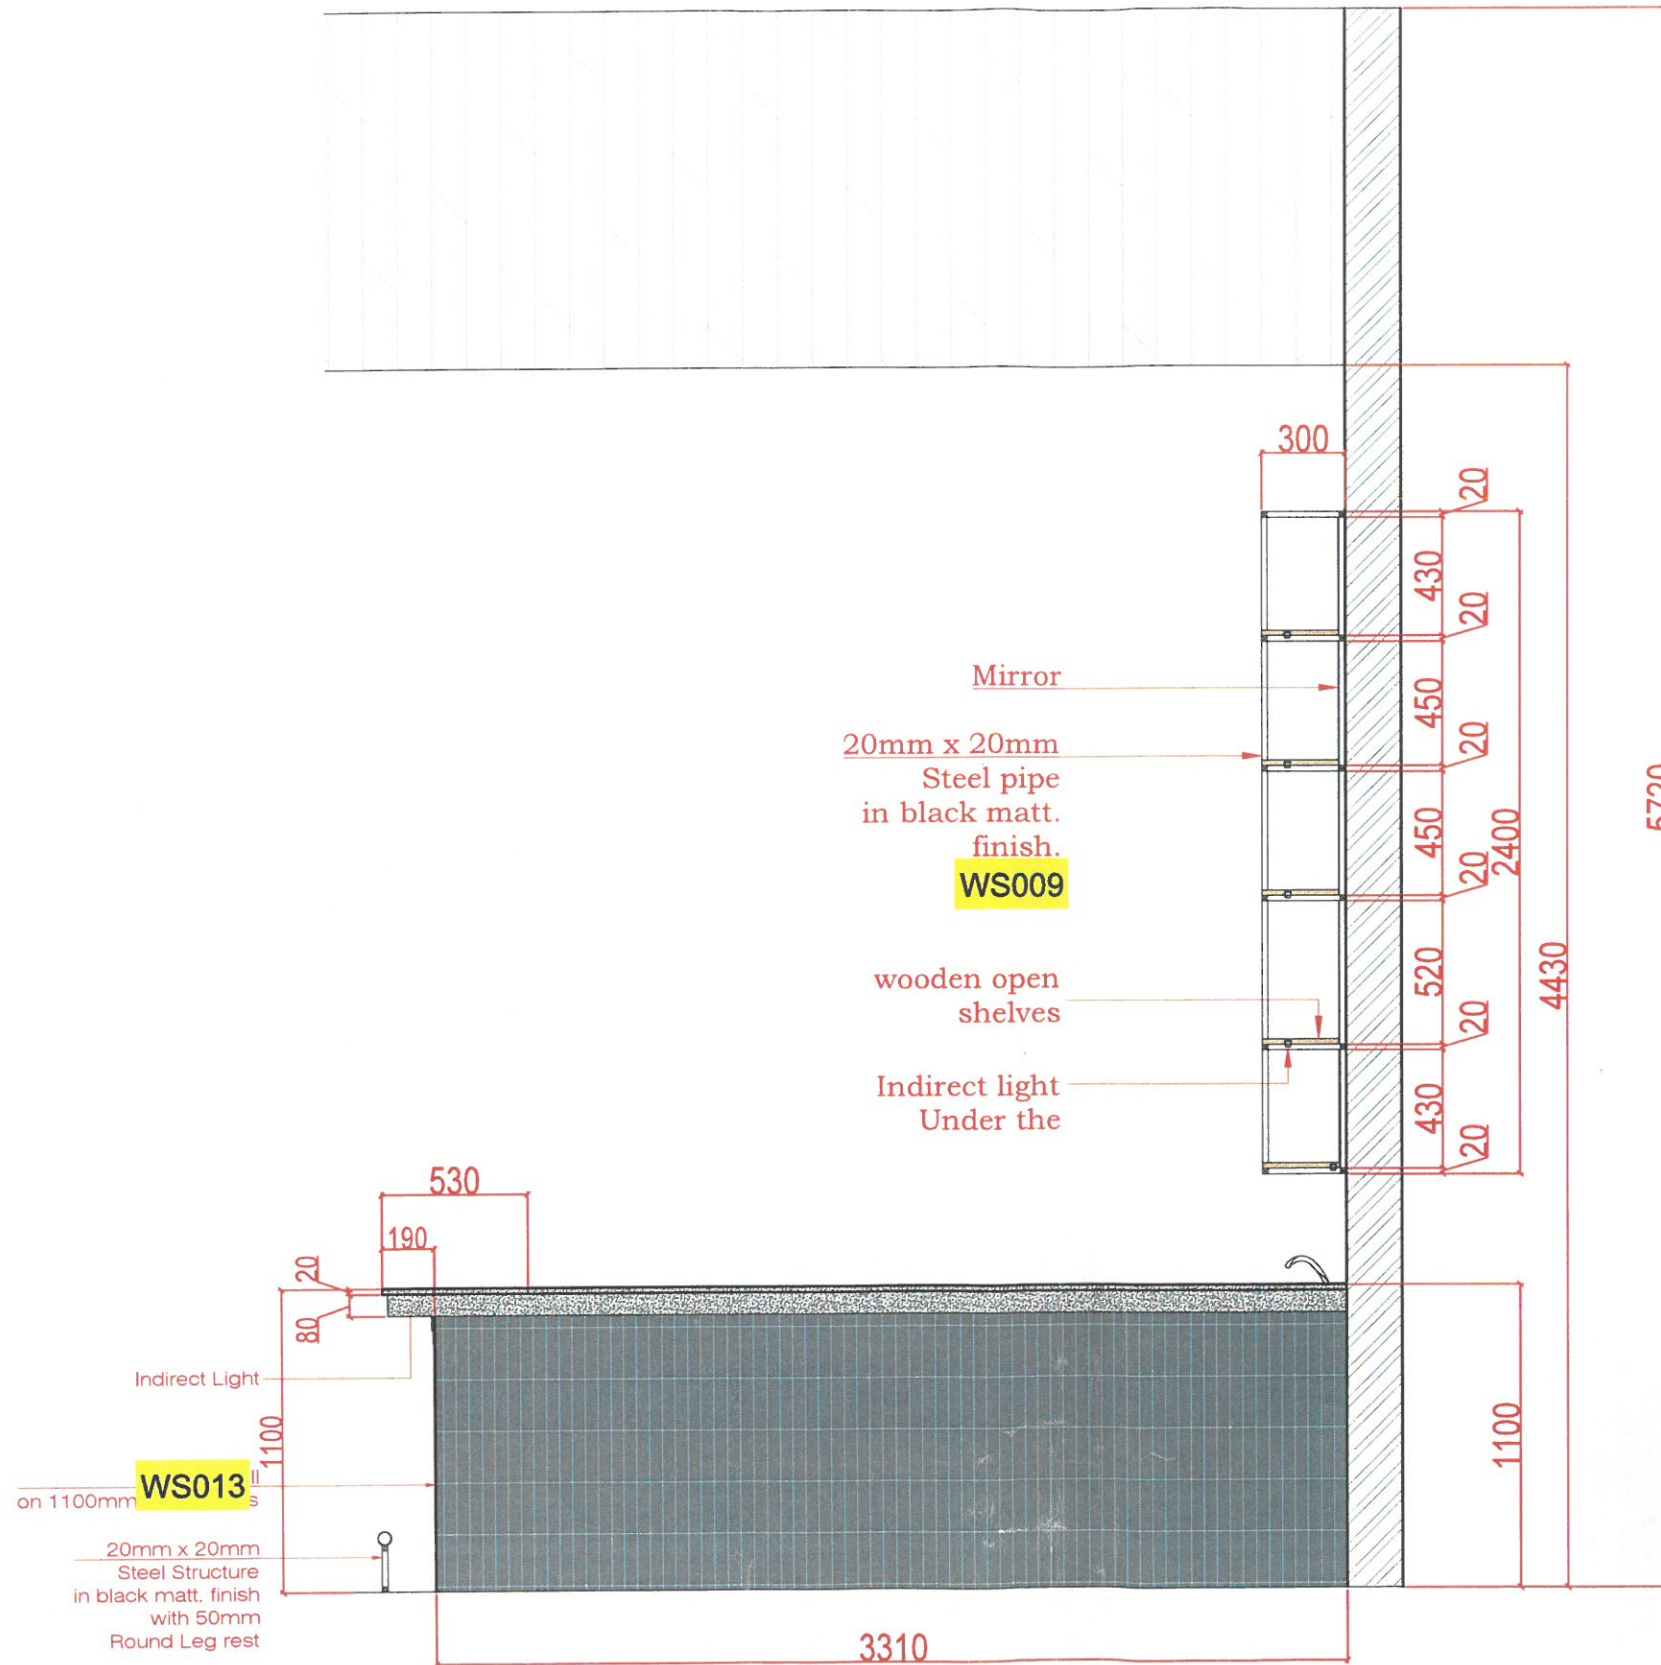 300
20
430
20
Mirror
450
20mm x 20mm
Steel pipe
in black matt.
finish.
20
5720
450
2400
WS009
20
wooden open
shelves
520
4430
20
Indirect light
Under the
430
20
530
190
20
80
Indirect Light
1100
1100
WS013
on 1100mm
20mm x 20mm
Steel Structure
in black matt. finish
with 50mm
Round Leg rest
3310